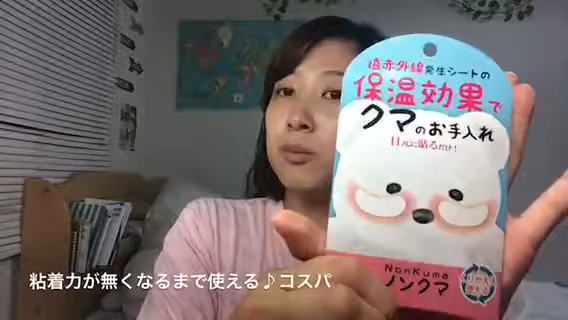 遠赤外線発生シートの
保温効果で
クマのお手入れ
目元に貼るだけ!
NonKuma
ノンクマ
粘着力が無くなるまで使える♪コスパ